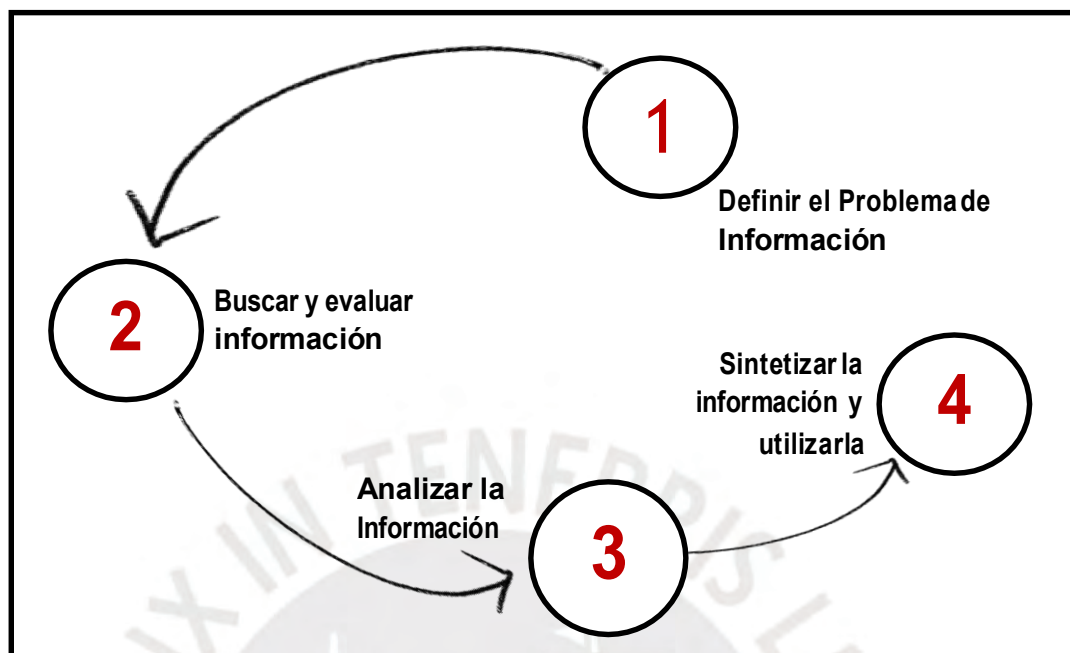 1
Definir el Problema de
Información
2
Buscar y evaluar
información
Sintetizar la
información y
utilizarla
4
Analizar la
Información
3
TENEBRIS